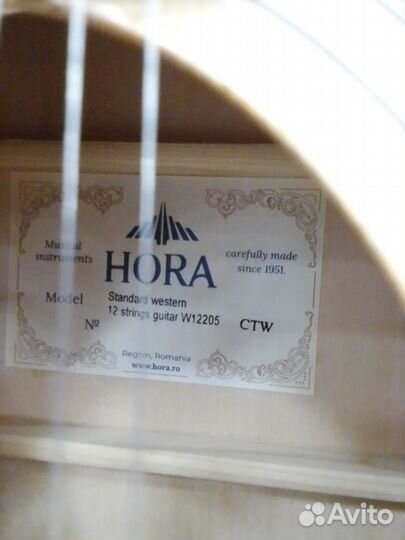 Musical
instruments
HORA
carefully made
since 1951.
Model Standard western
12 strings guitar W12205
№ CTW
Reghin, Romania
www.hora.ro
Avito